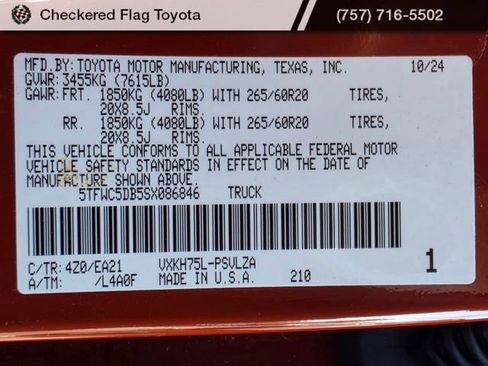 Checkered Flag Toyota
(757) 716-5502
MFD.BY: TOYOTA MOTOR MANUFACTURING, TEXAS, INC. 10/24
GVWR: 3455KG (7615LB)
GAWR: FRT. 1850KG (4080LB) WITH 265/60R20 TIRES,
20X8.5J RIMS.
RR. 1850KG (4080LB) WITH 265/60R20 TIRES,
20X8.5J RIMS.
THIS VEHICLE CONFORMS TO ALL APPLICABLE FEDERAL MOTOR
VEHICLE SAFETY STANDARDS IN EFFECT ON THE DATE OF
MANUFACTURE SHOWN ABOVE.
5TFWC5DB5SX086846 TRUCK
C/TR: 4Z0/EA21 VXKH75L-PSVLZA 1
A/TM: /L4A0F MADE IN U.S.A. 210